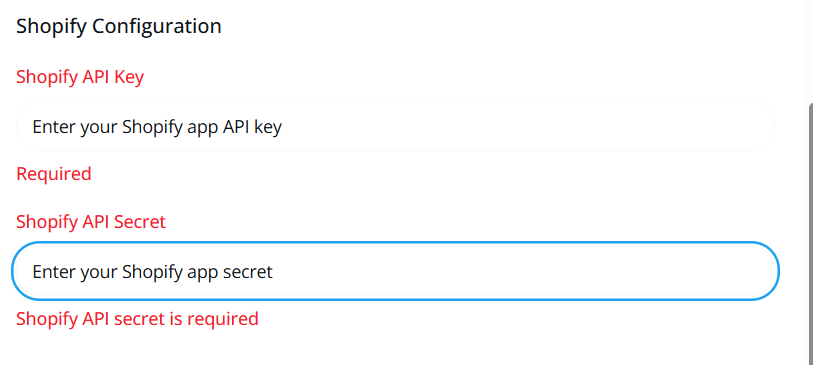 Shopify Configuration
Shopify API Key
Enter your Shopify app API key
Required
Shopify API Secret
Enter your Shopify app secret
Shopify API secret is required